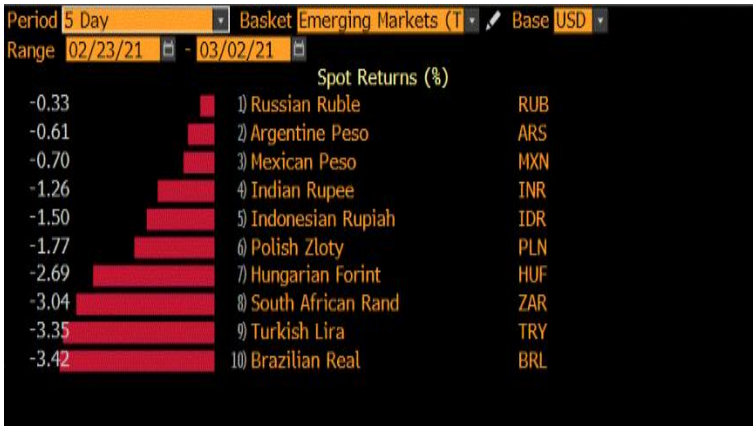 Period 5 Day Basket Emerging Markets (T Base USD
Range 02/23/21 - 03/02/21
Spot Returns (%)
-0.33 1) Russian Ruble RUB
-0.61 2) Argentine Peso ARS
-0.70 3) Mexican Peso MXN
-1.26 4) Indian Rupee INR
-1.50 5) Indonesian Rupiah IDR
-1.77 6) Polish Zloty PLN
-2.69 7) Hungarian Forint HUF
-3.04 8) South African Rand ZAR
-3.35 9) Turkish Lira TRY
-3.42 10) Brazilian Real BRL